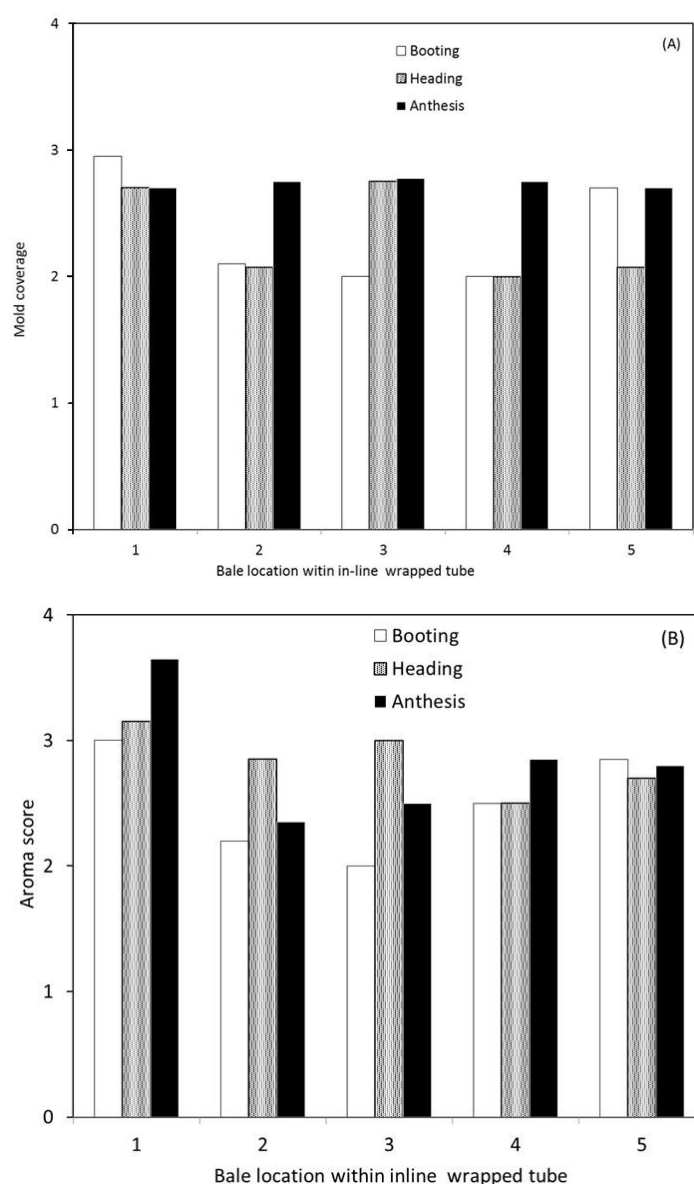 4
(A)
Booting
Heading
Anthesis
3
2
1
0
Mold coverage
1 2 3 4 5
Bale location witin in-line wrapped tube
4
(B)
Booting
Heading
Anthesis
3
2
1
0
Aroma score
1 2 3 4 5
Bale location within inline wrapped tube